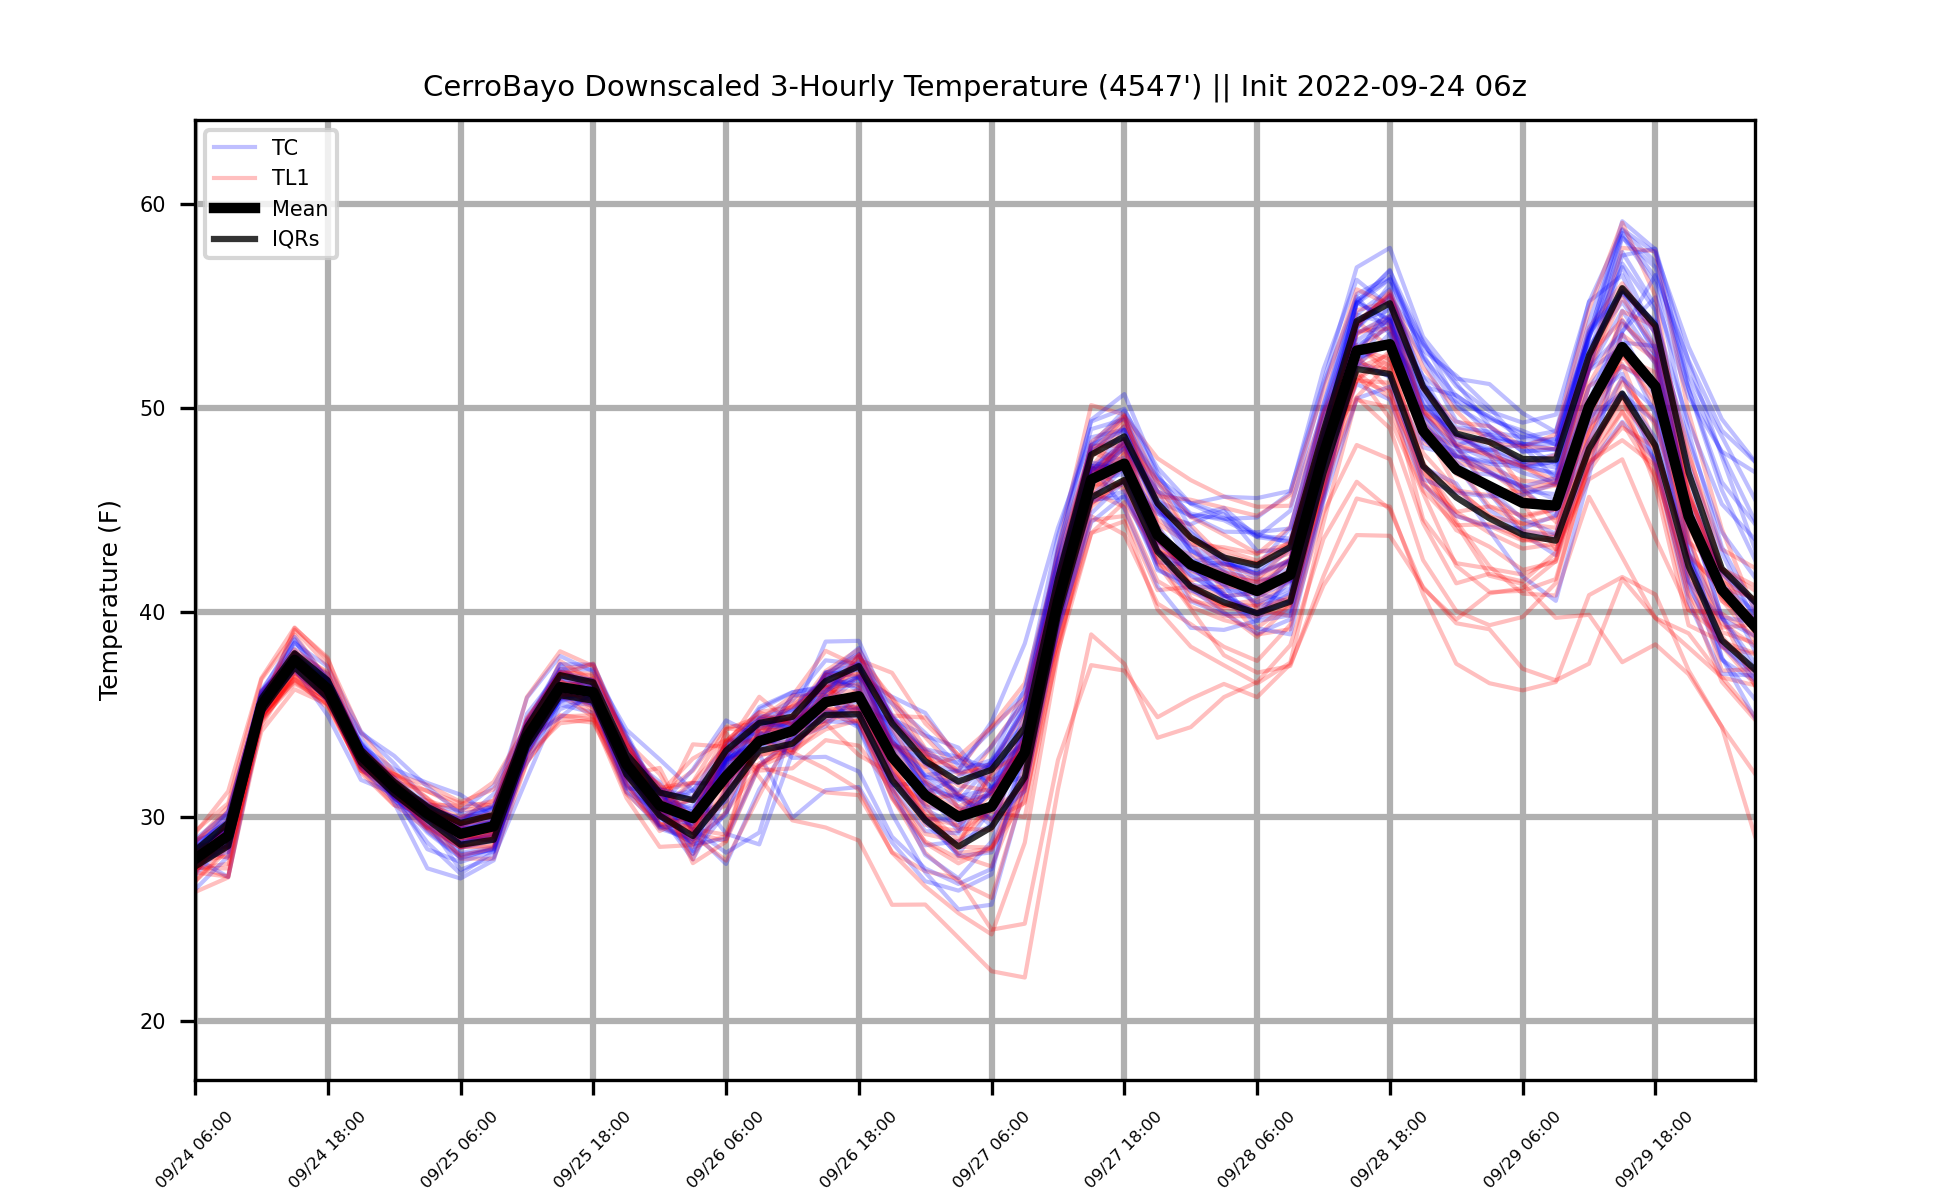 CerroBayo Downscaled 3-Hourly Temperature (4547') || Init 2022-09-24 06z
TC
TL1
Mean
IQRs
Temperature (F)
60
50
40
30
20
09/24 06:00
09/24 18:00
09/25 06:00
09/25 18:00
09/26 06:00
09/26 18:00
09/27 06:00
09/27 18:00
09/28 06:00
09/28 18:00
09/29 06:00
09/29 18:00